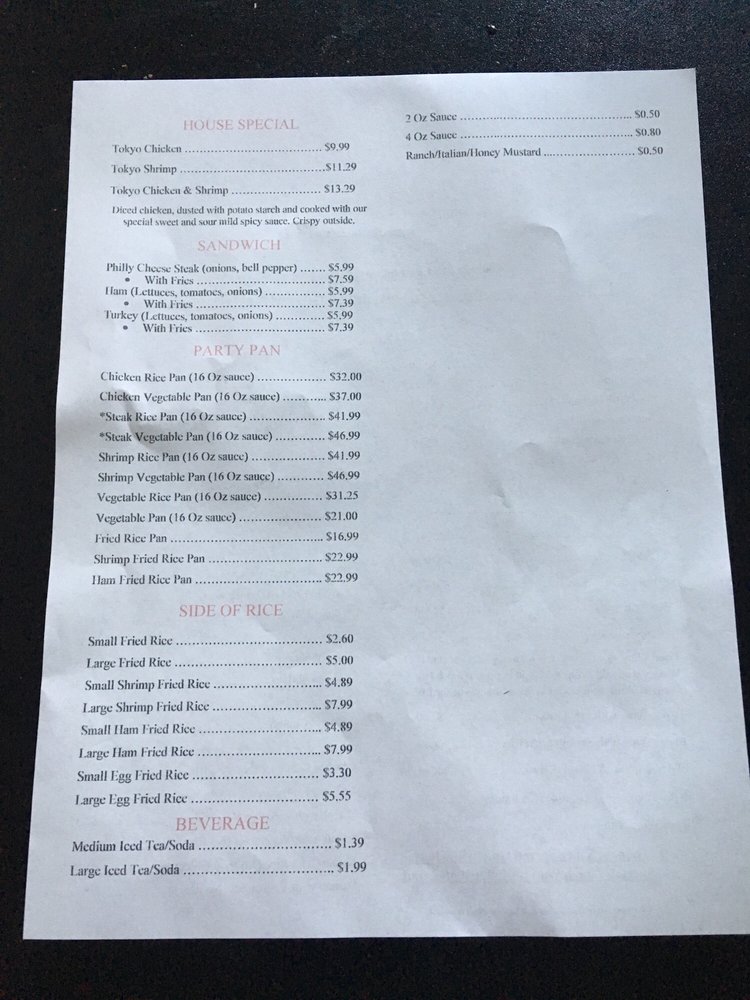 HOUSE SPECIAL
Tokyo Chicken ........................................ $9.99
Tokyo Shrimp ..........................................$11.29
Tokyo Chicken & Shrimp ......................... $13.29
Diced chicken, dusted with potato starch and cooked with our
special sweet and sour mild spicy sauce. Crispy outside.
SANDWICH
Philly Cheese Steak (onions, bell pepper) ....... $5.99
• With Fries .................................... $7.59
Ham (Lettuces, tomatoes, onions) ................ $5.99
• With Fries .................................... $7.39
Turkey (Lettuces, tomatoes, onions) ............. $5.99
• With Fries .................................... $7.39
PARTY PAN
Chicken Rice Pan (16 Oz sauce) .................. $32.00
Chicken Vegetable Pan (16 Oz sauce) ............ $37.00
*Steak Rice Pan (16 Oz sauce) .................... $41.99
*Steak Vegetable Pan (16 Oz sauce) ............. $46.99
Shrimp Rice Pan (16 Oz sauce) ................... $41.99
Shrimp Vegetable Pan (16 Oz sauce) ............ $46.99
Vegetable Rice Pan (16 Oz sauce) ............... $31.25
Vegetable Pan (16 Oz sauce) ...................... $21.00
Fried Rice Pan ......................................... $16.99
Shrimp Fried Rice Pan .............................. $22.99
Ham Fried Rice Pan .................................. $22.99
SIDE OF RICE
Small Fried Rice ...................................... $2.60
Large Fried Rice ...................................... $5.00
Small Shrimp Fried Rice ............................ $4.89
Large Shrimp Fried Rice ............................ $7.99
Small Ham Fried Rice ................................ $4.89
Large Ham Fried Rice ................................ $7.99
Small Egg Fried Rice ................................. $3.30
Large Egg Fried Rice ................................. $5.55
BEVERAGE
Medium Iced Tea/Soda ................................ $1.39
Large Iced Tea/Soda .................................... $1.99
2 Oz Sauce ............................................... $0.50
4 Oz Sauce ............................................... $0.80
Ranch/Italian/Honey Mustard ......................... $0.50